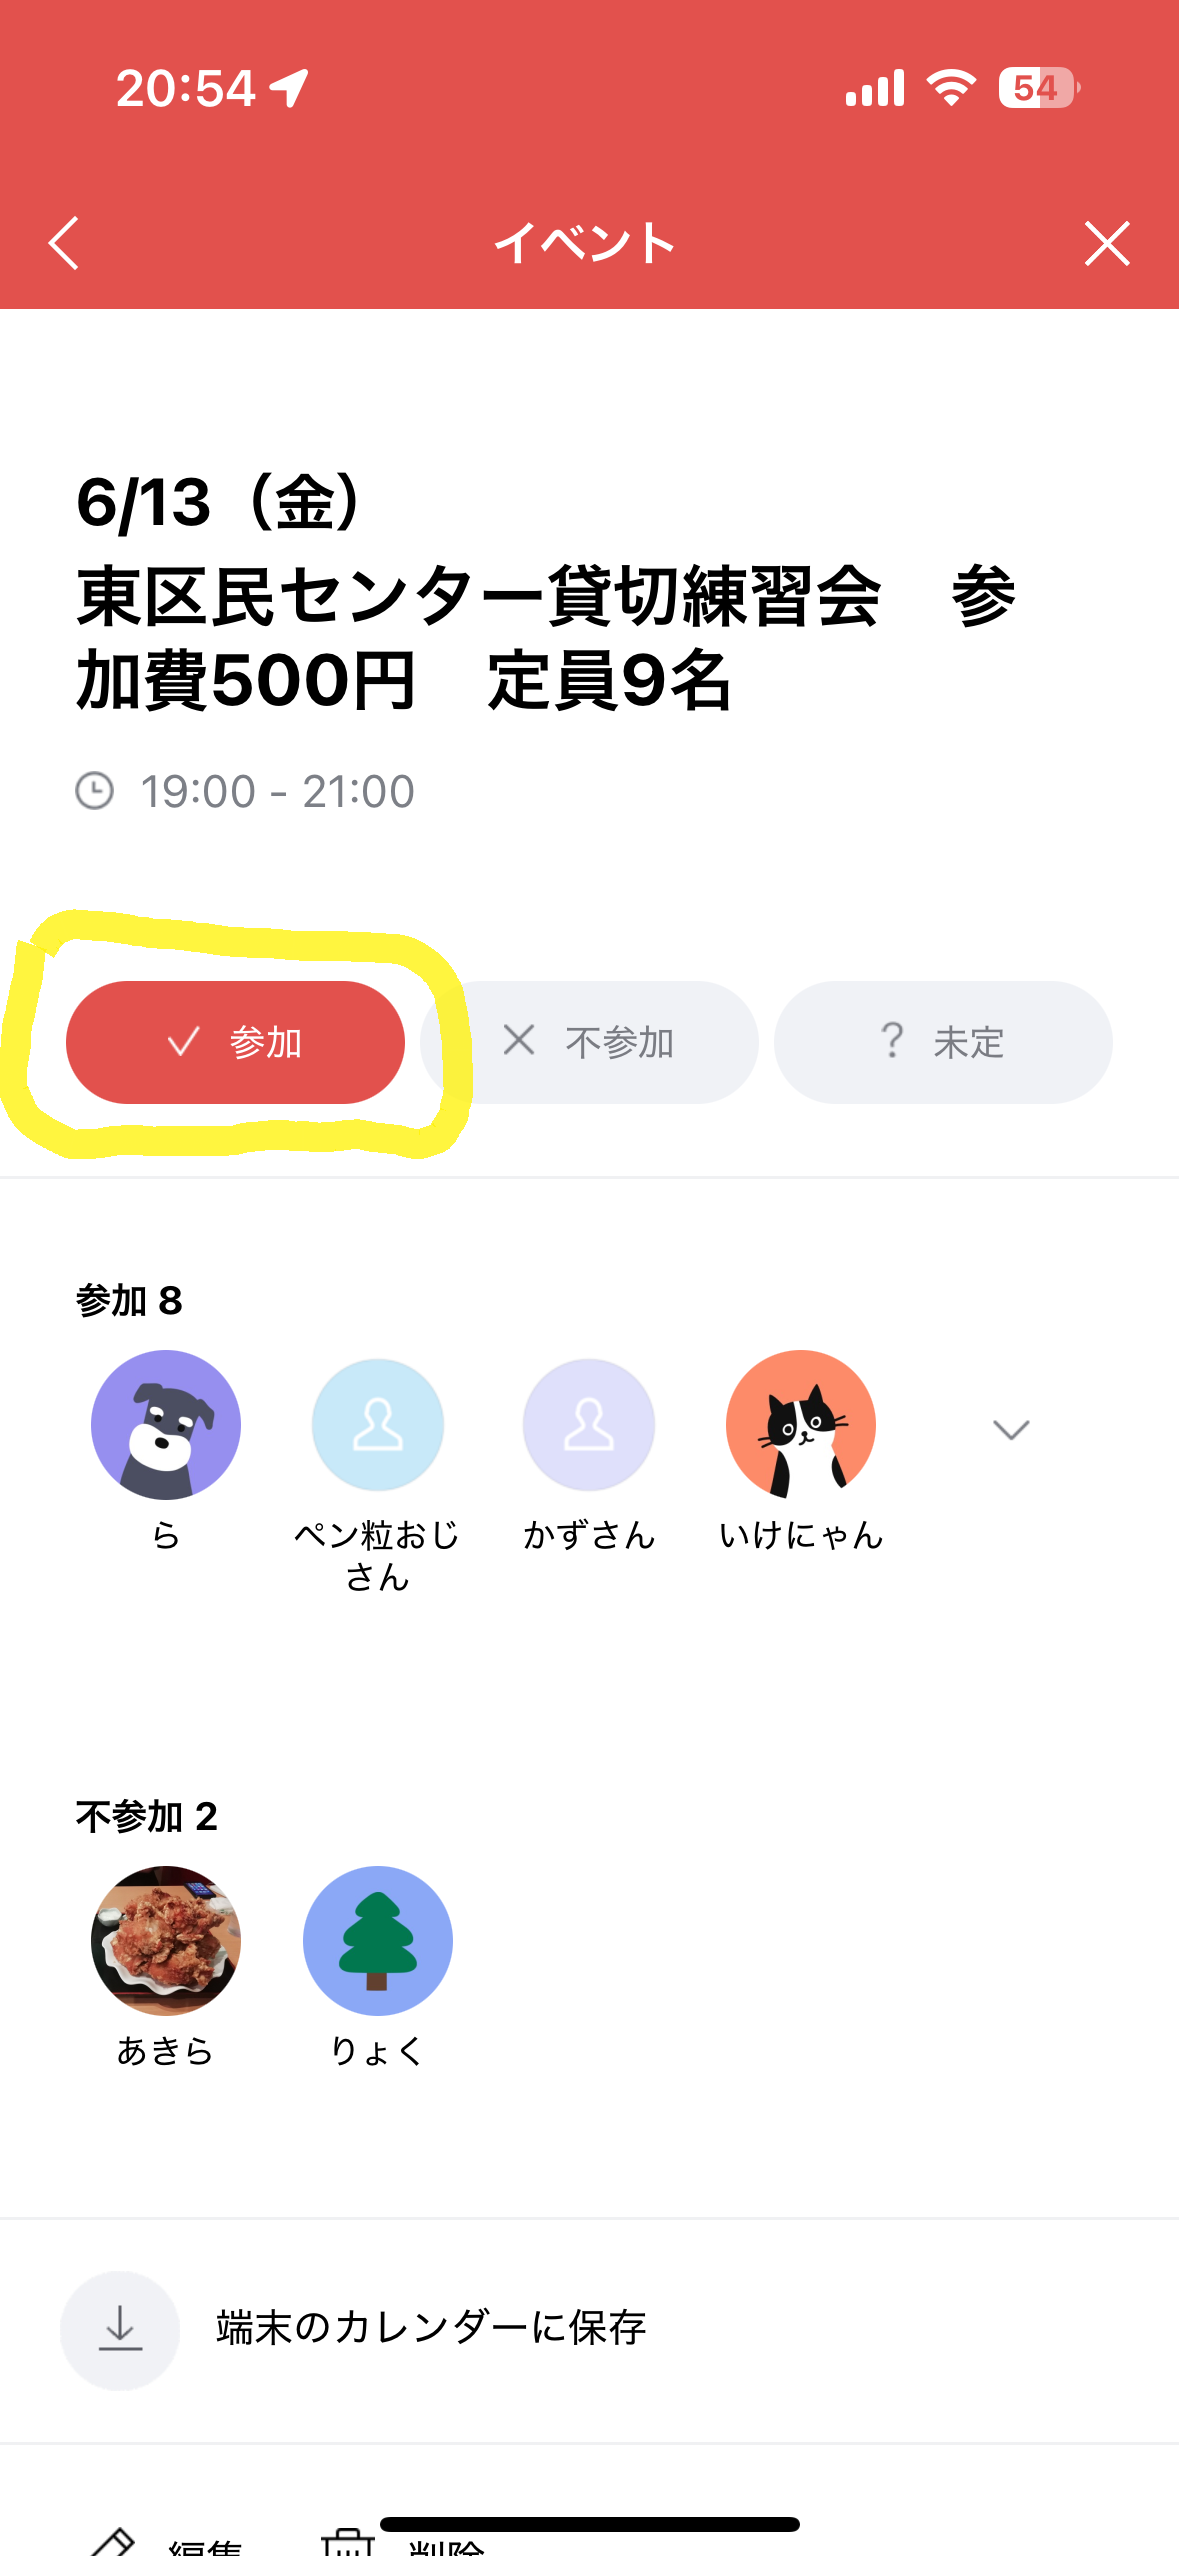 20:54
54
イベント
6/13（金）
東区民センター貸切練習会　参
加費500円　定員9名
19:00 - 21:00
参加
不参加
? 未定
参加 8
ら
ペン粒おじ
さん
かずさん
いけにゃん
不参加 2
あきら
りょく
端末のカレンダーに保存
編集
削除